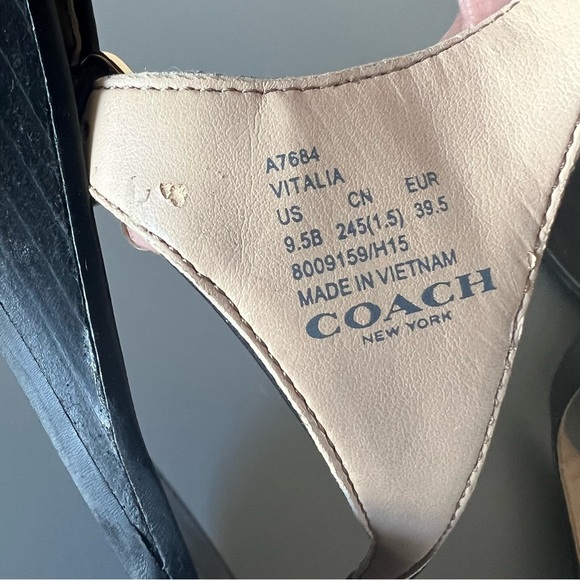 A7684
VITALIA
US CN EUR
9.5B 245(1.5) 39.5
8009159/H15
MADE IN VIETNAM
COACH
NEW YORK